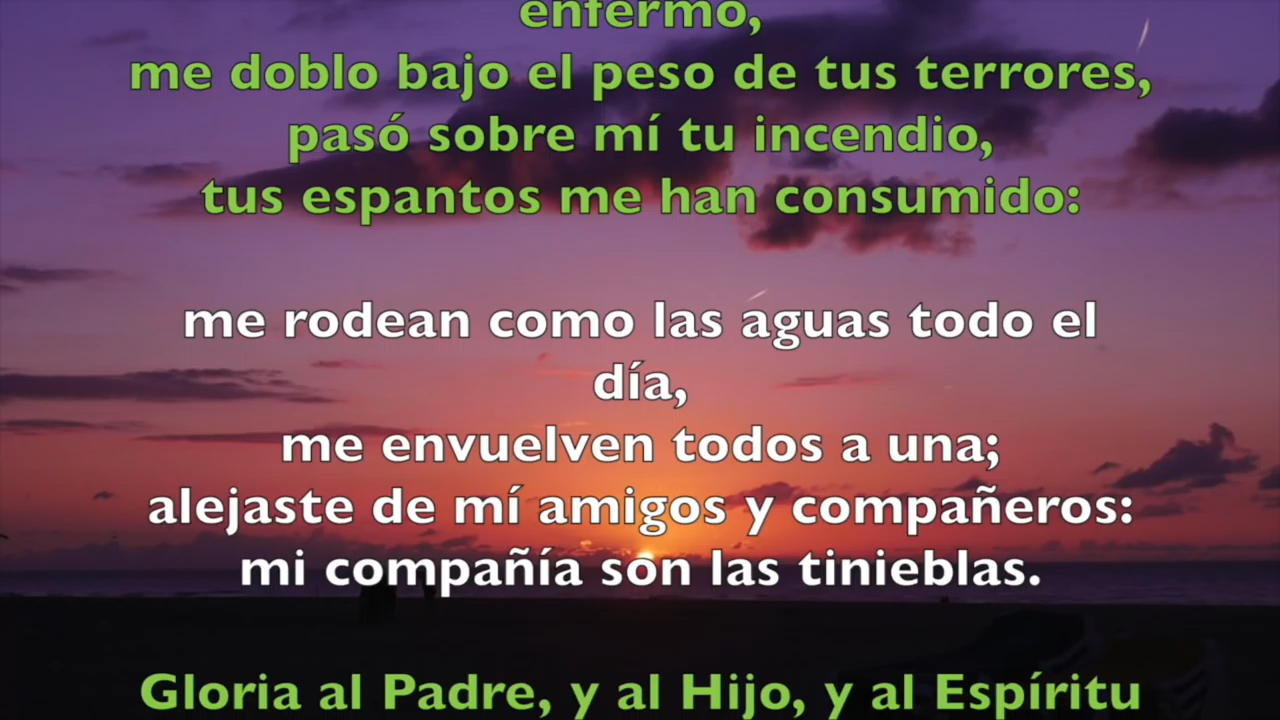 enfermo,
me doblo bajo el peso de tus terrores,
pasó sobre mí tu incendio,
tus espantos me han consumido:
me rodean como las aguas todo el
día,
me envuelven todos a una;
alejaste de mí amigos y compañeros:
mi compañía son las tinieblas.
Gloria al Padre, y al Hijo, y al Espíritu